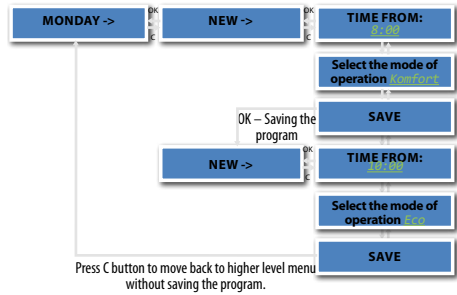 MONDAY ->
OK
C
NEW ->
OK
C
TIME FROM:
8:00
Select the mode of
operation Komfort
SAVE
OK – Saving the
program
NEW ->
OK
C
TIME FROM:
10:00
Select the mode of
operation Eco
SAVE
Press C button to move back to higher level menu
without saving the program.